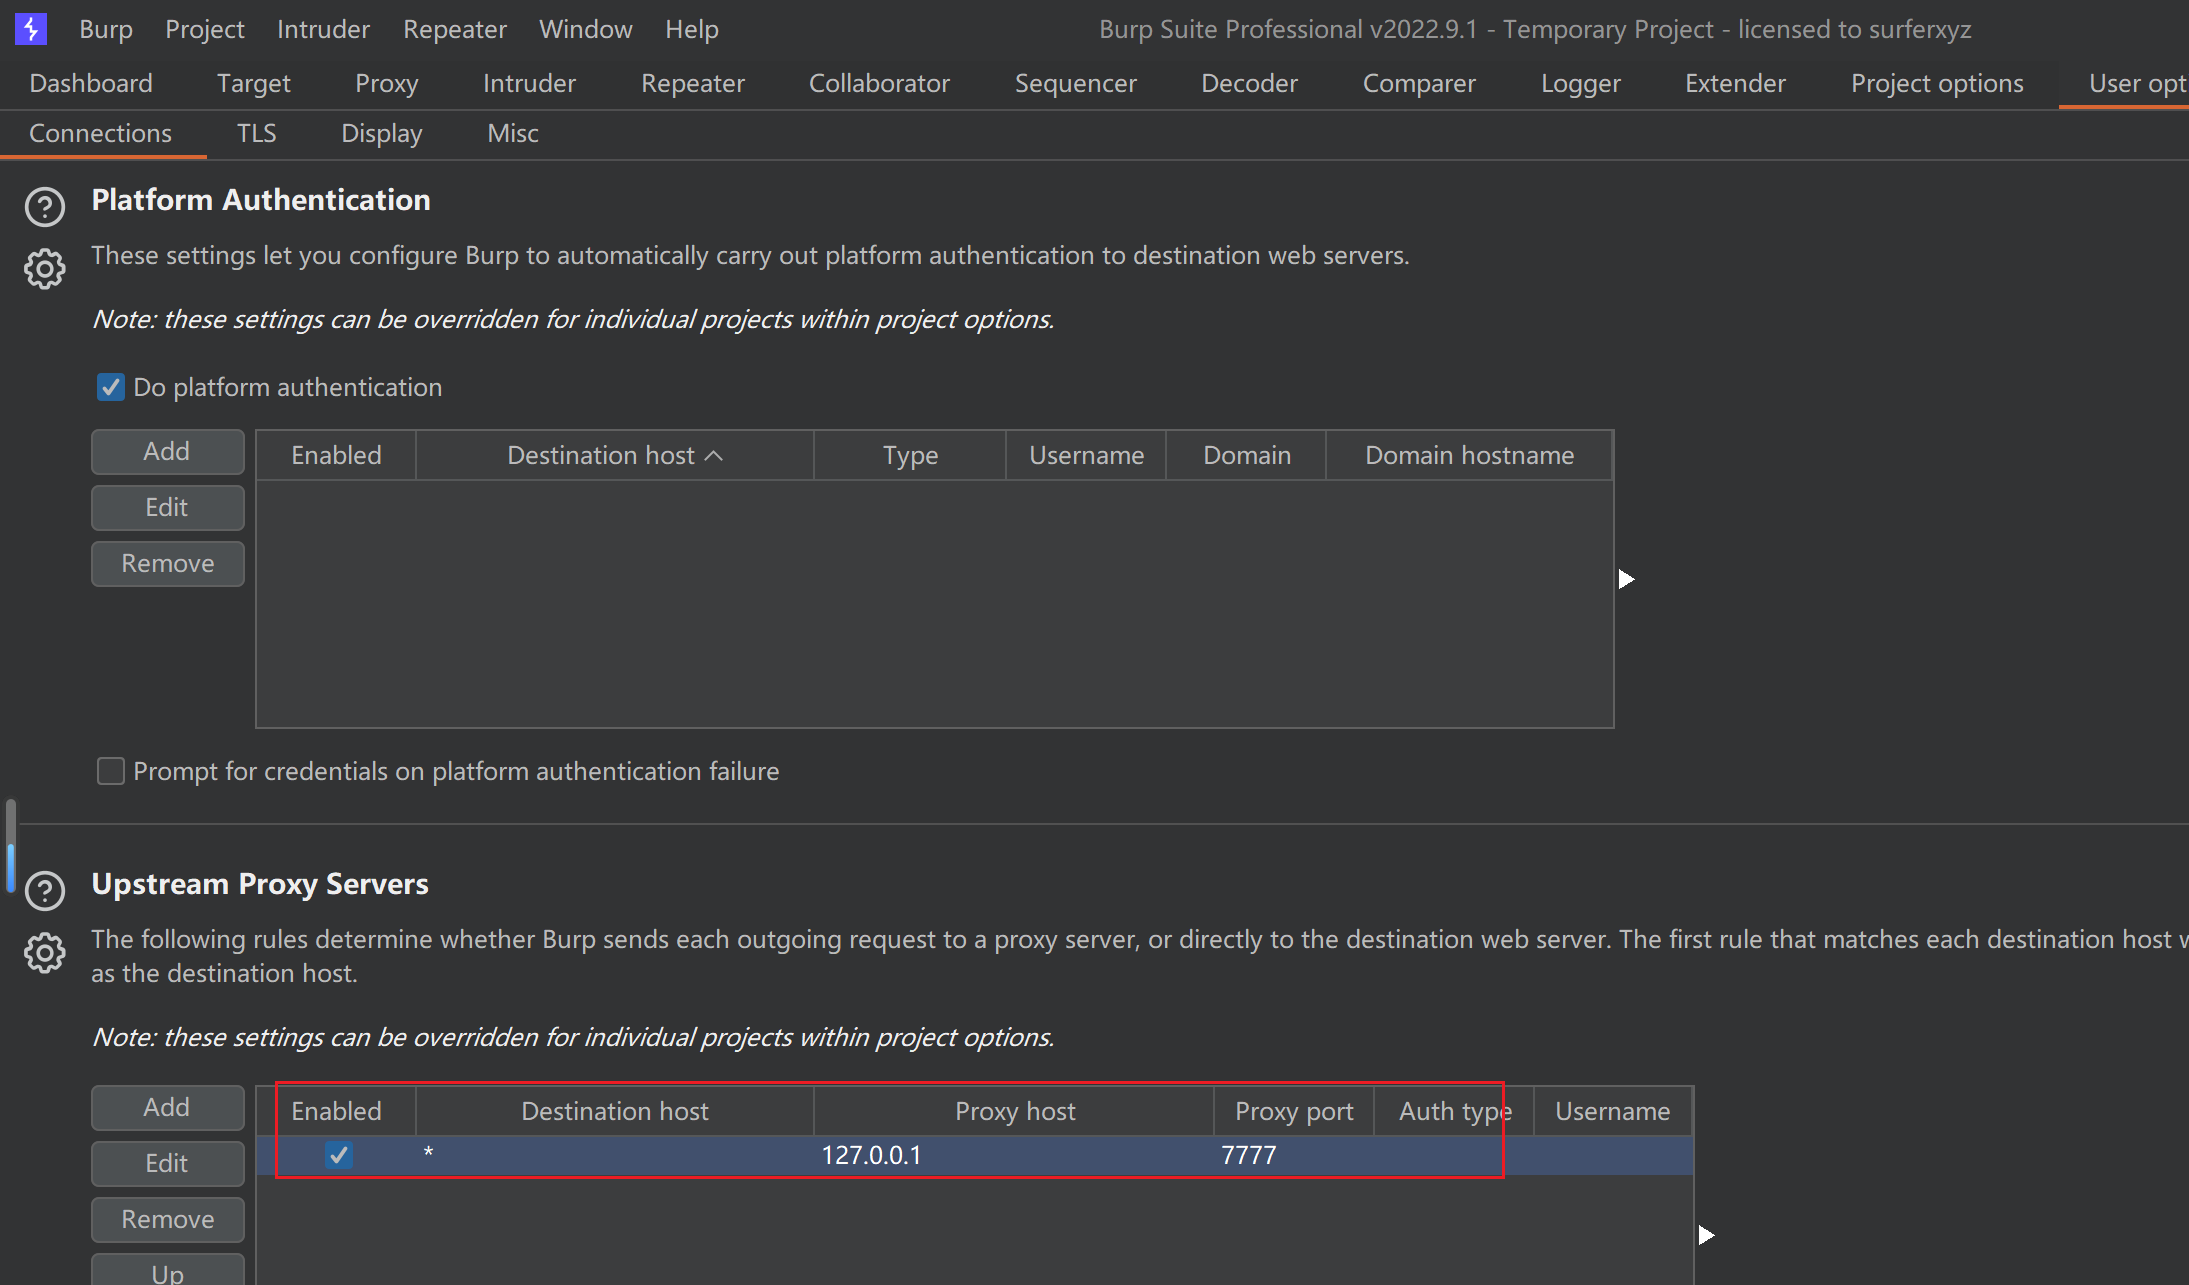 Burp Project Intruder Repeater Window Help Burp Suite Professional v2022.9.1 - Temporary Project - licensed to surferxyz
Dashboard Target Proxy Intruder Repeater Collaborator Sequencer Decoder Comparer Logger Extender Project options User opt
Connections TLS Display Misc
Platform Authentication
These settings let you configure Burp to automatically carry out platform authentication to destination web servers.
Note: these settings can be overridden for individual projects within project options.
Do platform authentication
Add Enabled Destination host Type Username Domain Domain hostname
Edit
Remove
Prompt for credentials on platform authentication failure
Upstream Proxy Servers
The following rules determine whether Burp sends each outgoing request to a proxy server, or directly to the destination web server. The first rule that matches each destination host
as the destination host.
Note: these settings can be overridden for individual projects within project options.
Add Enabled Destination host Proxy host Proxy port Auth type Username
* 127.0.0.1 7777
Edit
Remove
Up